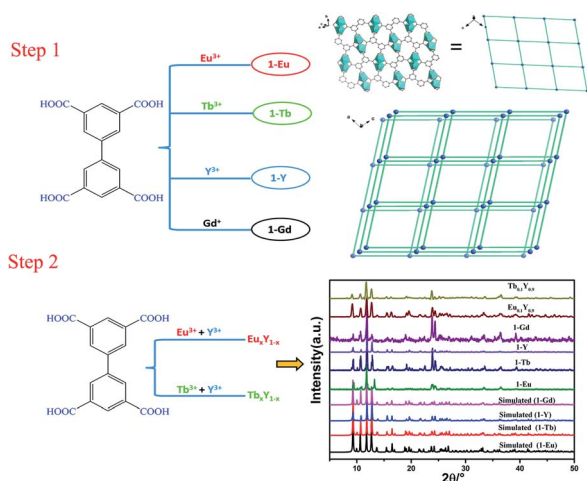 Step 1
HOOC
COOH
HOOC
COOH
Eu³⁺
1-Eu
Tb³⁺
1-Tb
Y³⁺
1-Y
Gd⁺
1-Gd
=
Step 2
HOOC
COOH
HOOC
COOH
Eu³⁺ + Y³⁺
EuₓY₁₋ₓ
Tb³⁺ + Y³⁺
TbₓY₁₋ₓ
Intensity(a.u.)
Tb₀.₁Y₀.₉
Eu₀.₁Y₀.₉
1-Gd
1-Y
1-Tb
1-Eu
Simulated (1-Gd)
Simulated (1-Y)
Simulated (1-Tb)
Simulated (1-Eu)
10 20 30 40 50
2θ/°